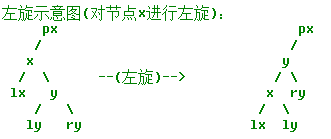 左旋示意图(对节点x进行左旋)：
px px
x y
--(左旋)-->
lx y x ry
ly ry lx ly